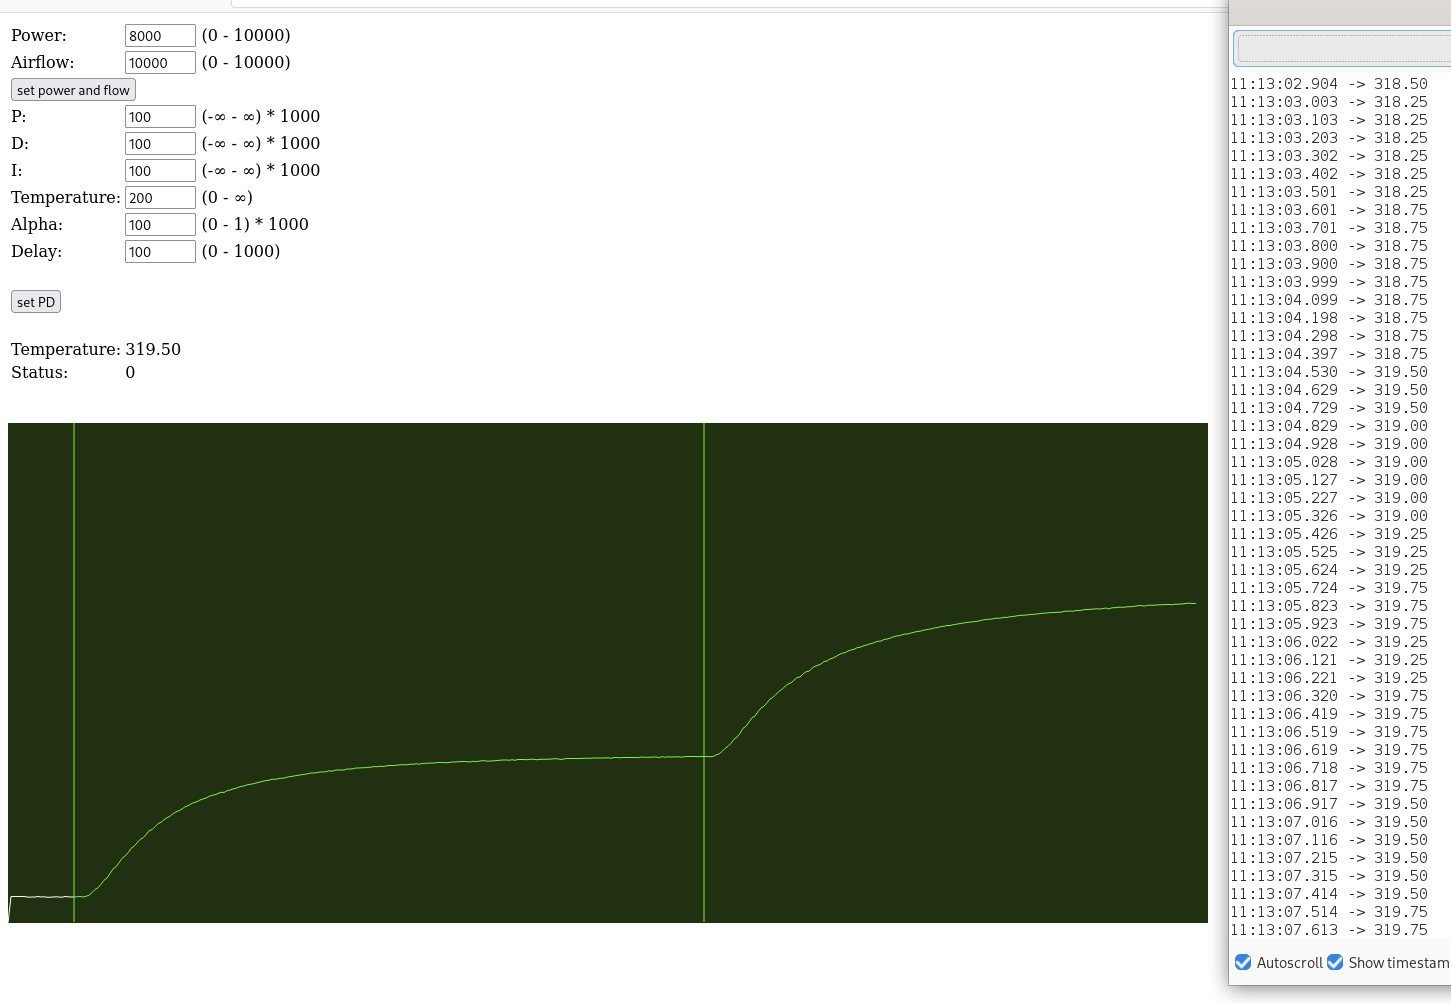 Power: 8000 (0 - 10000)
Airflow: 10000 (0 - 10000)
set power and flow
P: 100 (-∞ - ∞) * 1000
D: 100 (-∞ - ∞) * 1000
I: 100 (-∞ - ∞) * 1000
Temperature: 200 (0 - ∞)
Alpha: 100 (0 - 1) * 1000
Delay: 100 (0 - 1000)
set PD
Temperature: 319.50
Status: 0
11:13:02.904 -> 318.50
11:13:03.003 -> 318.25
11:13:03.103 -> 318.25
11:13:03.203 -> 318.25
11:13:03.302 -> 318.25
11:13:03.402 -> 318.25
11:13:03.501 -> 318.25
11:13:03.601 -> 318.75
11:13:03.701 -> 318.75
11:13:03.800 -> 318.75
11:13:03.900 -> 318.75
11:13:03.999 -> 318.75
11:13:04.099 -> 318.75
11:13:04.198 -> 318.75
11:13:04.298 -> 318.75
11:13:04.397 -> 318.75
11:13:04.530 -> 319.50
11:13:04.629 -> 319.50
11:13:04.729 -> 319.50
11:13:04.829 -> 319.00
11:13:04.928 -> 319.00
11:13:05.028 -> 319.00
11:13:05.127 -> 319.00
11:13:05.227 -> 319.00
11:13:05.326 -> 319.00
11:13:05.426 -> 319.25
11:13:05.525 -> 319.25
11:13:05.624 -> 319.25
11:13:05.724 -> 319.75
11:13:05.823 -> 319.75
11:13:05.923 -> 319.75
11:13:06.022 -> 319.25
11:13:06.121 -> 319.25
11:13:06.221 -> 319.25
11:13:06.320 -> 319.75
11:13:06.419 -> 319.75
11:13:06.519 -> 319.75
11:13:06.619 -> 319.75
11:13:06.718 -> 319.75
11:13:06.817 -> 319.75
11:13:06.917 -> 319.50
11:13:07.016 -> 319.50
11:13:07.116 -> 319.50
11:13:07.215 -> 319.50
11:13:07.315 -> 319.50
11:13:07.414 -> 319.50
11:13:07.514 -> 319.75
11:13:07.613 -> 319.75
Autoscroll Show timestam